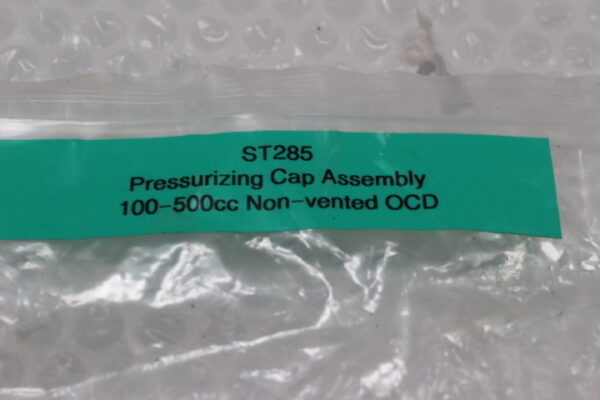 ST285
Pressurizing Cap Assembly
100-500cc Non-vented OCD